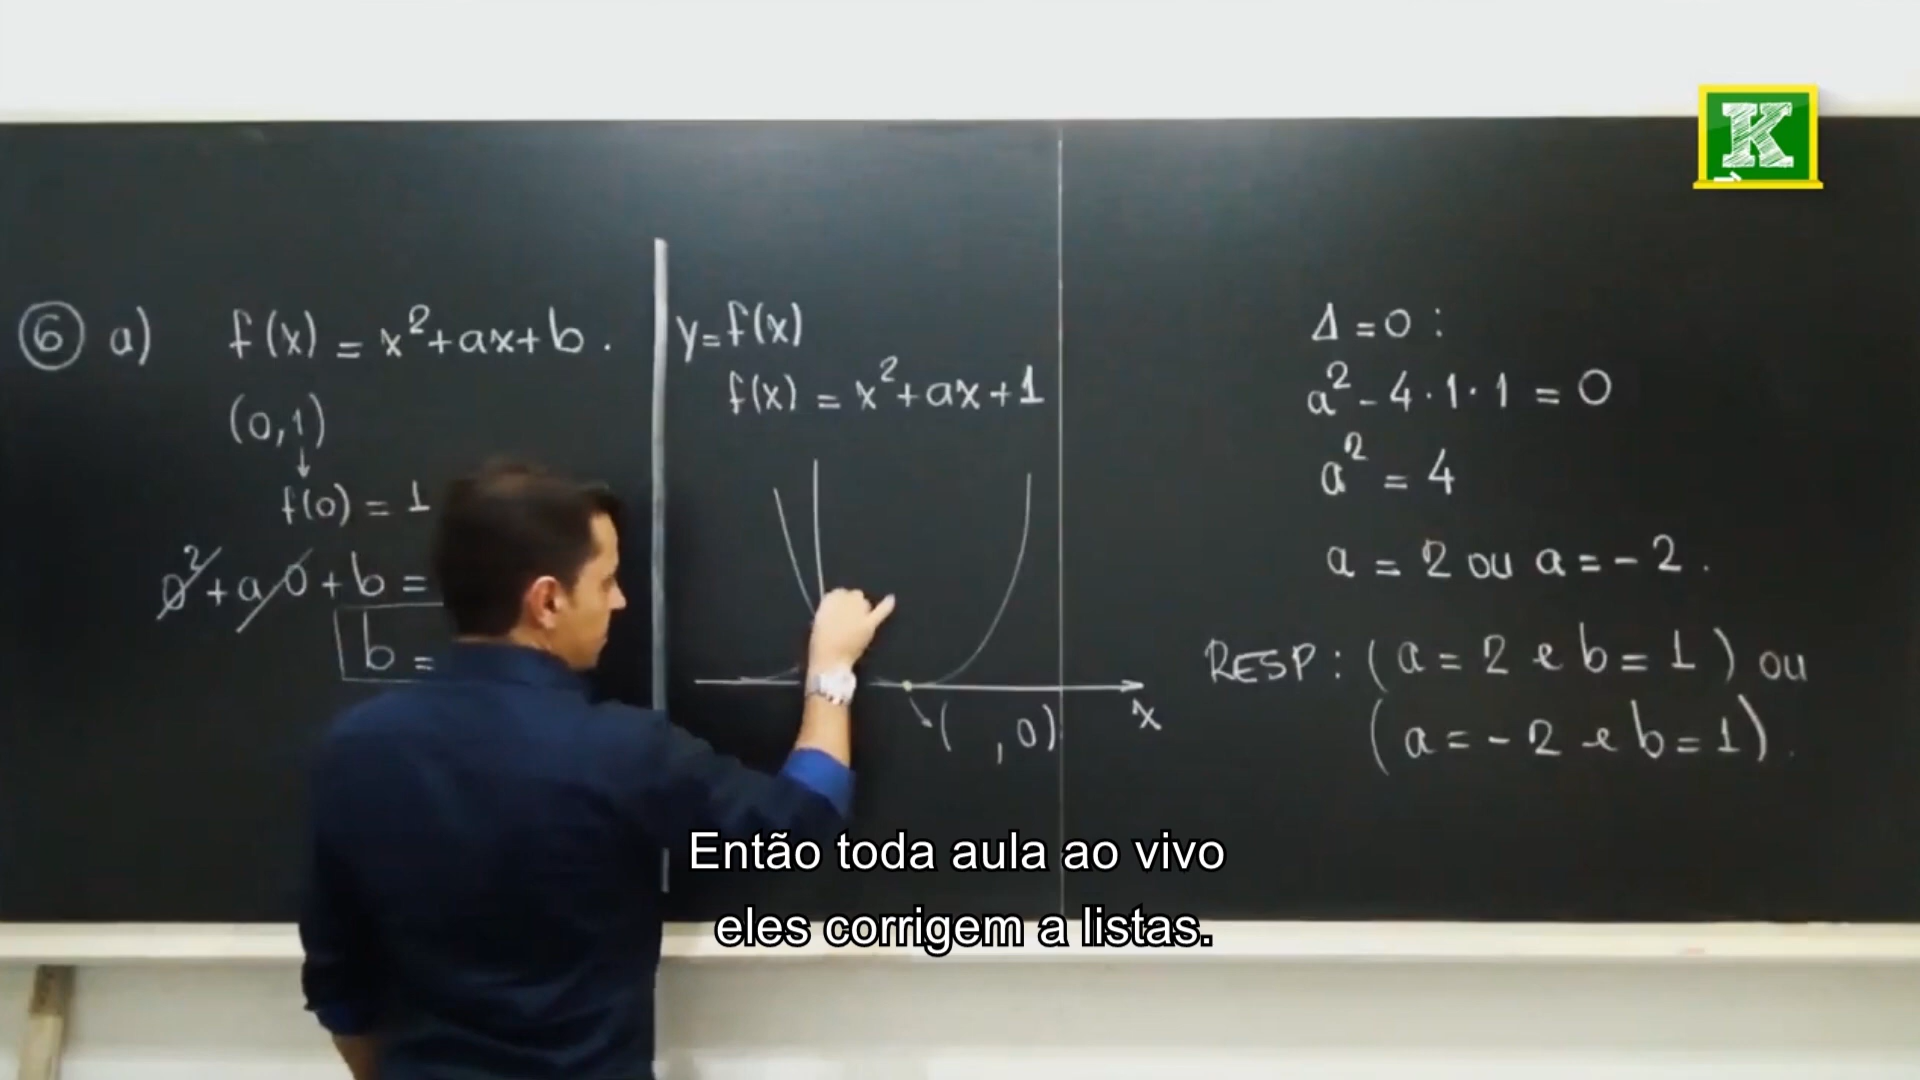 6 a) f(x) = x²+ax+b.
(0,1)
↓
f(0) = 1
0²+a0+b =
b =
y=f(x)
f(x) = x²+ax+1
( ,0)
x
Δ=0:
a²-4·1·1=0
a²=4
a=2 ou a=-2.
RESP: (a=2 e b=1) ou
(a=-2 e b=1).
K
Então toda aula ao vivo
eles corrigem a listas.